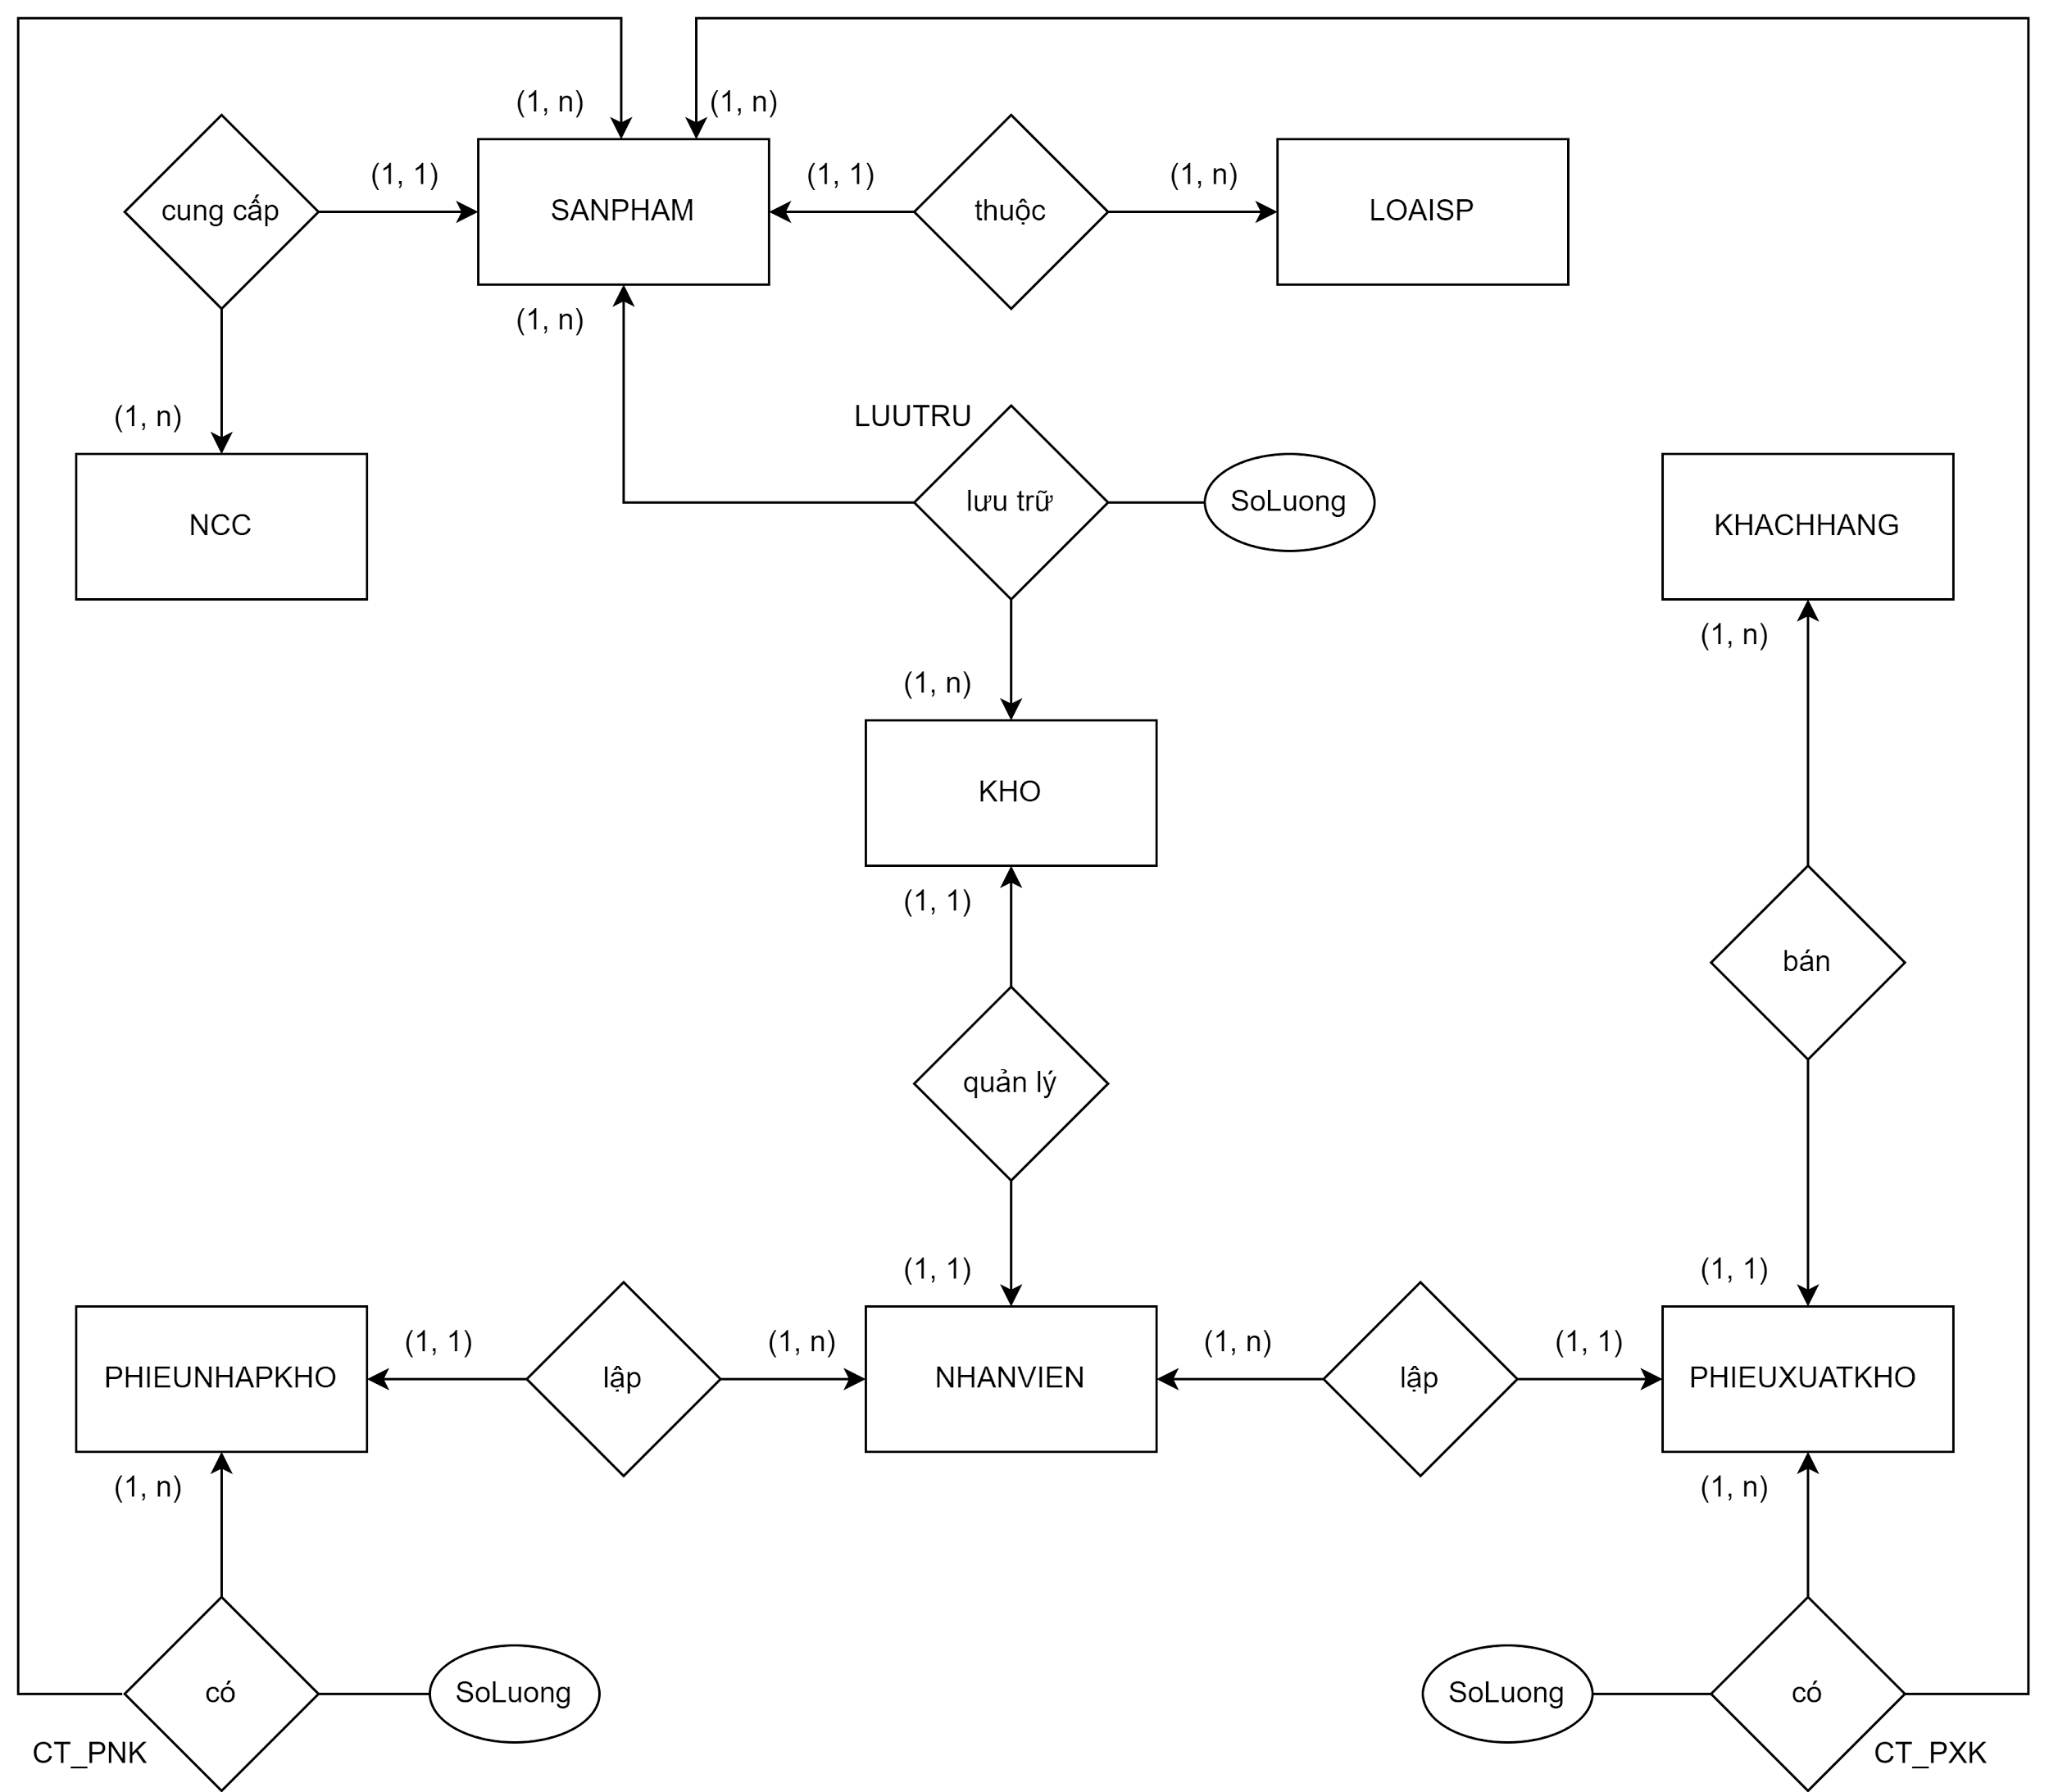 (1, n)
(1, n)
(1, 1)
(1, 1)
(1, n)
cung cấp
SANPHAM
thuộc
LOAISP
(1, n)
(1, n)
LUUTRU
lưu trữ
SoLuong
NCC
KHACHHANG
(1, n)
(1, n)
KHO
(1, 1)
bán
quản lý
(1, 1)
(1, 1)
(1, 1)
(1, n)
(1, n)
(1, 1)
PHIEUNHAPKHO
lập
NHANVIEN
lập
PHIEUXUATKHO
(1, n)
(1, n)
có
SoLuong
SoLuong
có
CT_PNK
CT_PXK